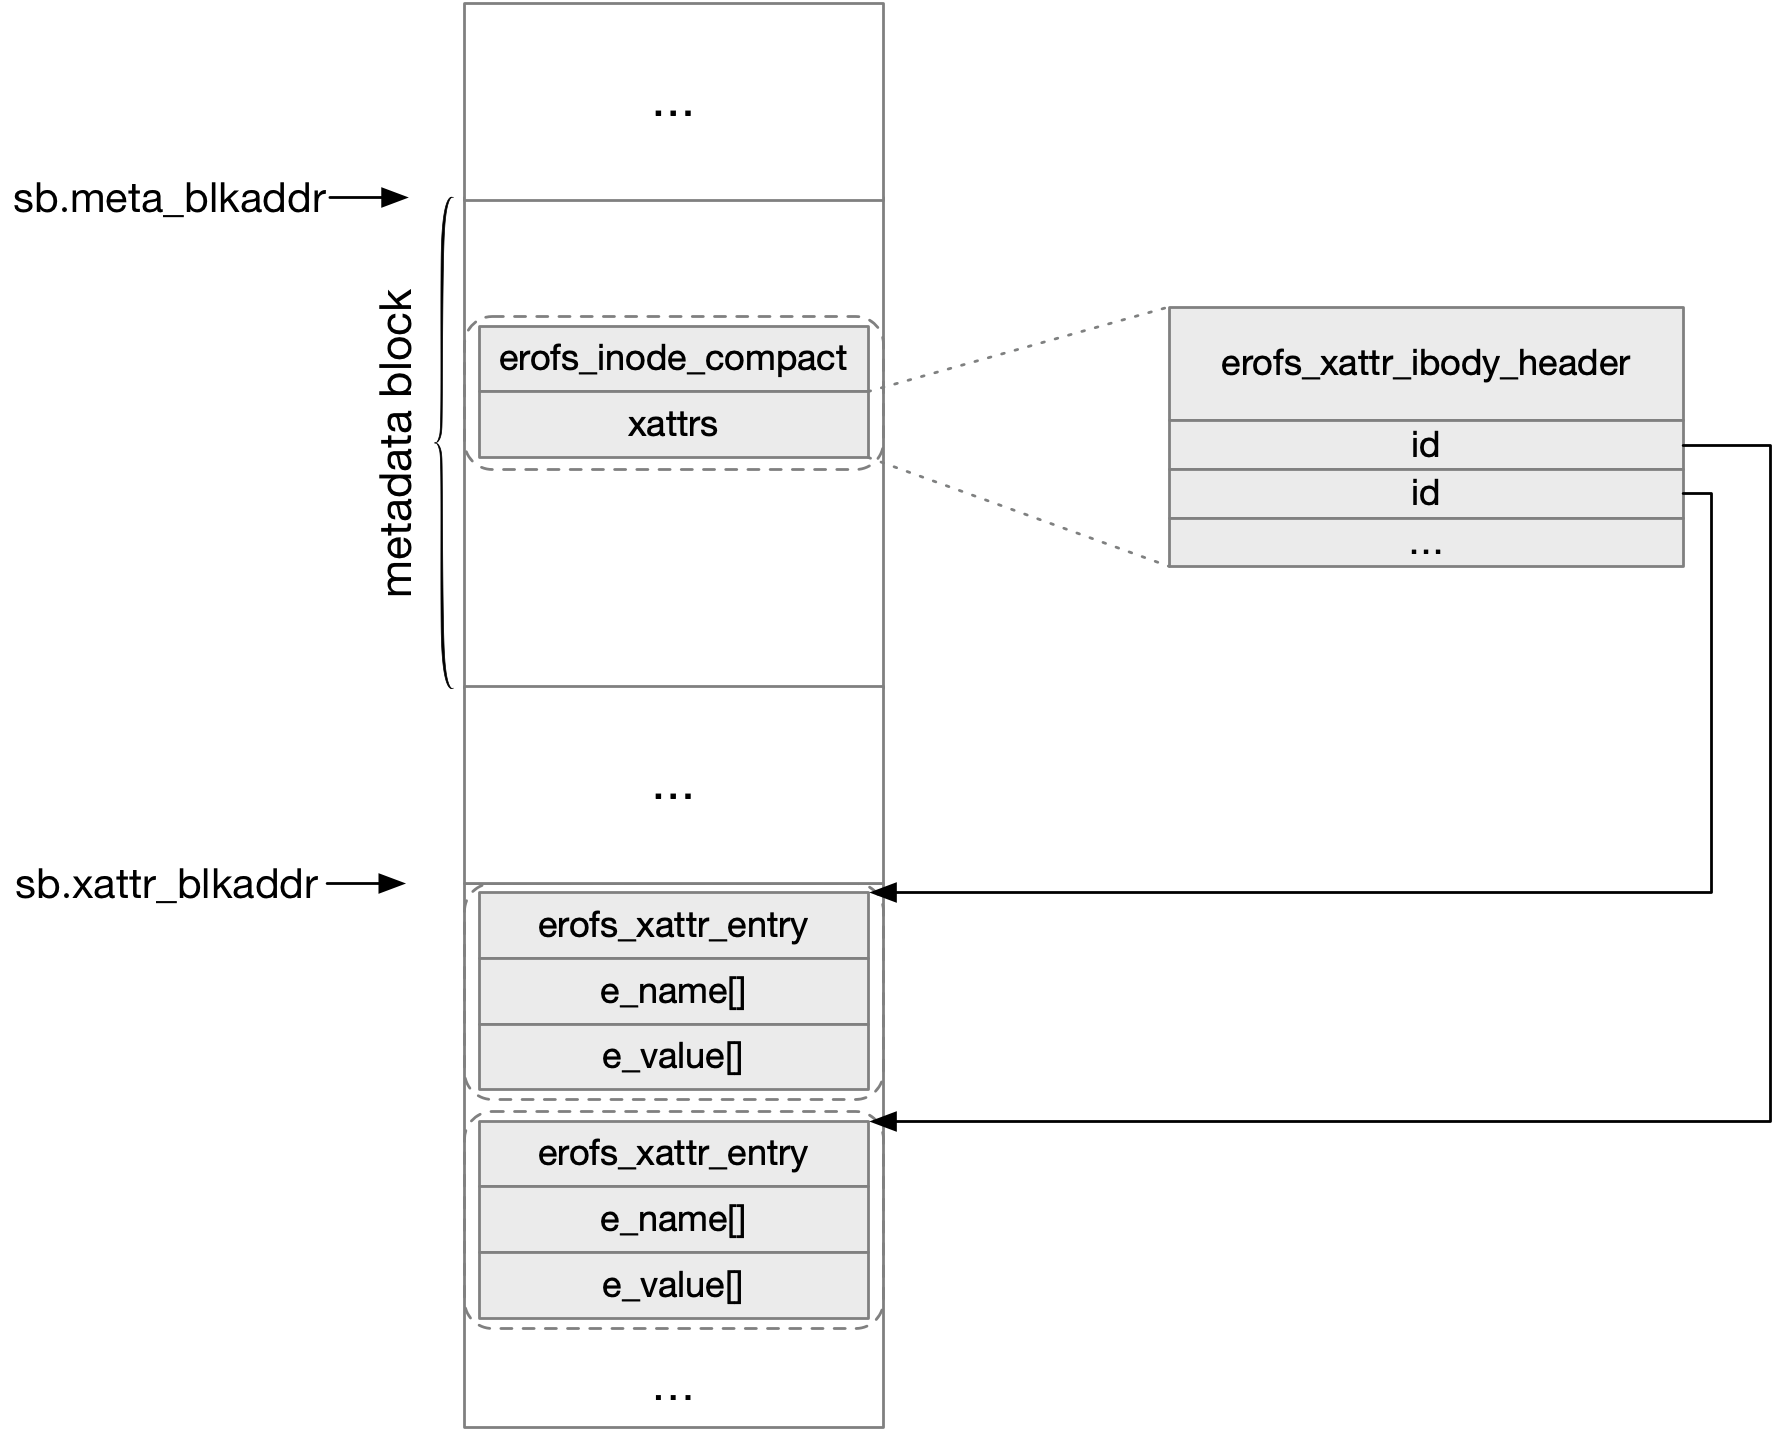 ...
sb.meta_blkaddr
metadata block
erofs_inode_compact
xattrs
erofs_xattr_ibody_header
id
id
...
...
sb.xattr_blkaddr
erofs_xattr_entry
e_name[]
e_value[]
erofs_xattr_entry
e_name[]
e_value[]
...